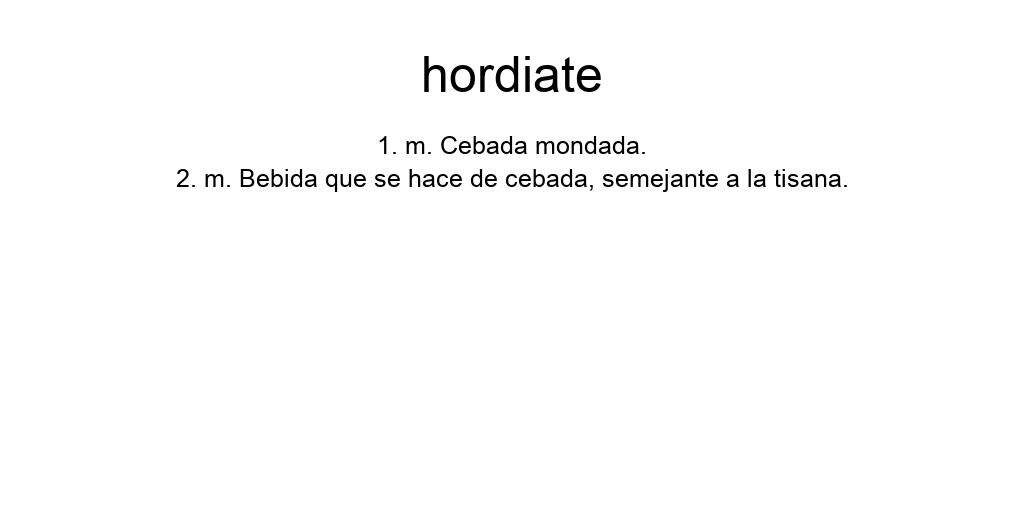 hordiate
1. m. Cebada mondada.
2. m. Bebida que se hace de cebada, semejante a la tisana.